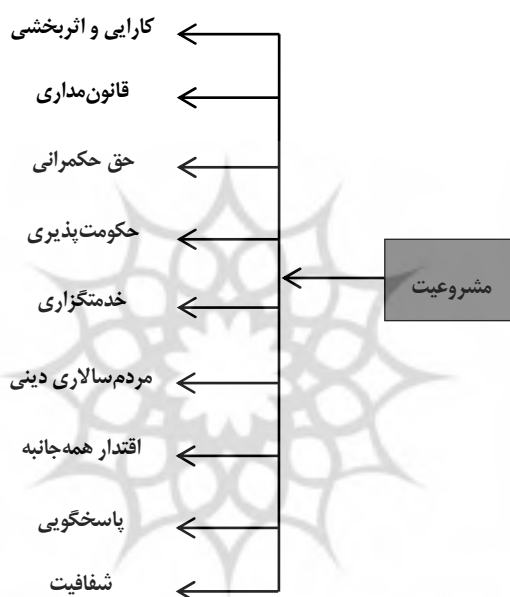 کارایی و اثربخشی
قانون‌مداری
حق حکمرانی
حکومت‌پذیری
مشروعیت
خدمتگزاری
مردم‌سالاری دینی
اقتدار همه‌جانبه
پاسخگویی
شفافیت